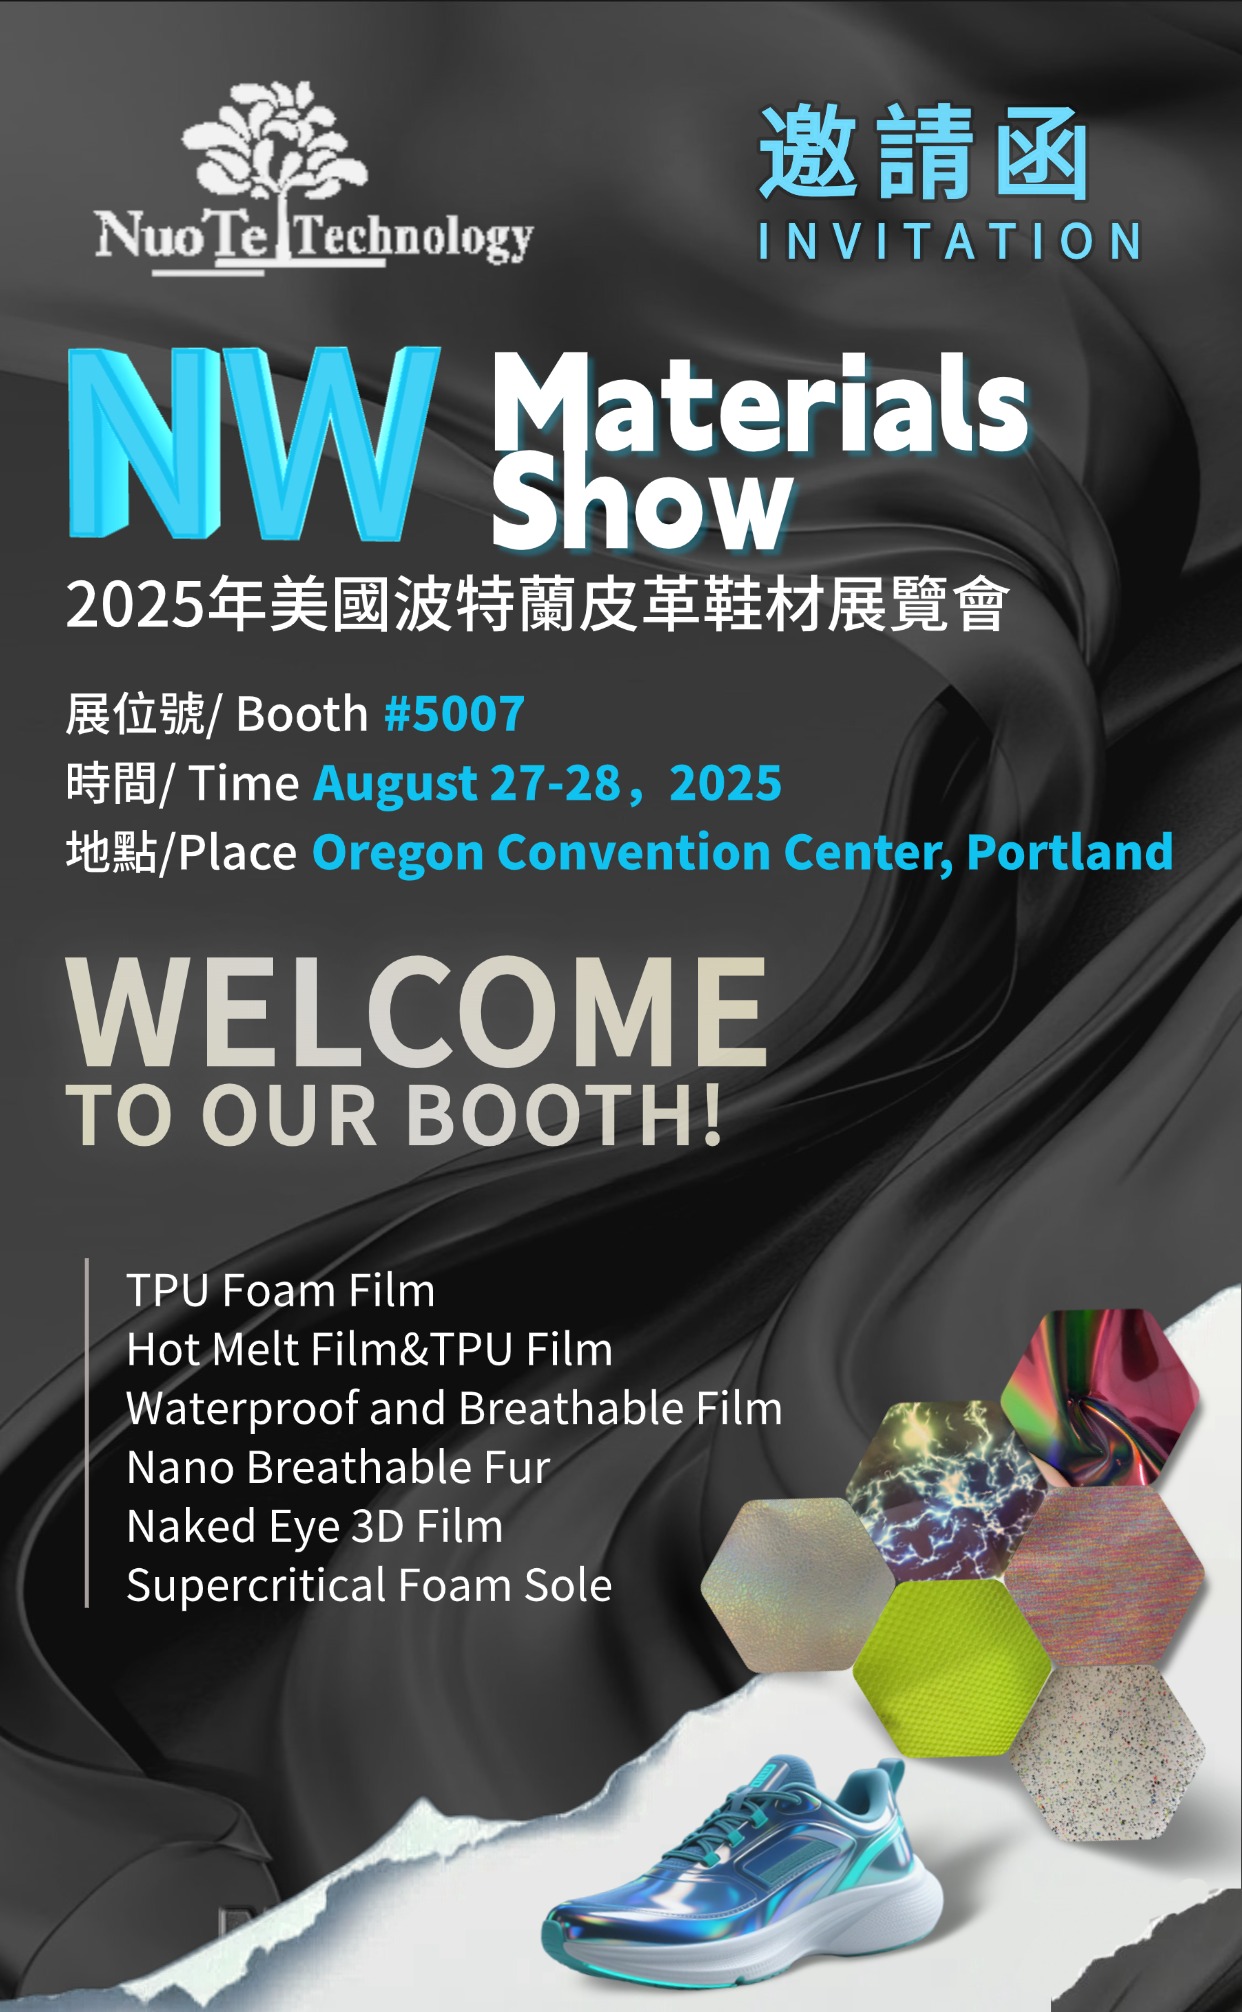 NuoTe Technology
邀請函
INVITATION
NW Materials Show
2025年美國波特蘭皮革鞋材展覽會
展位號/ Booth #5007
時間/ Time August 27-28，2025
地點/Place Oregon Convention Center, Portland
WELCOME
TO OUR BOOTH!
TPU Foam Film
Hot Melt Film&TPU Film
Waterproof and Breathable Film
Nano Breathable Fur
Naked Eye 3D Film
Supercritical Foam Sole